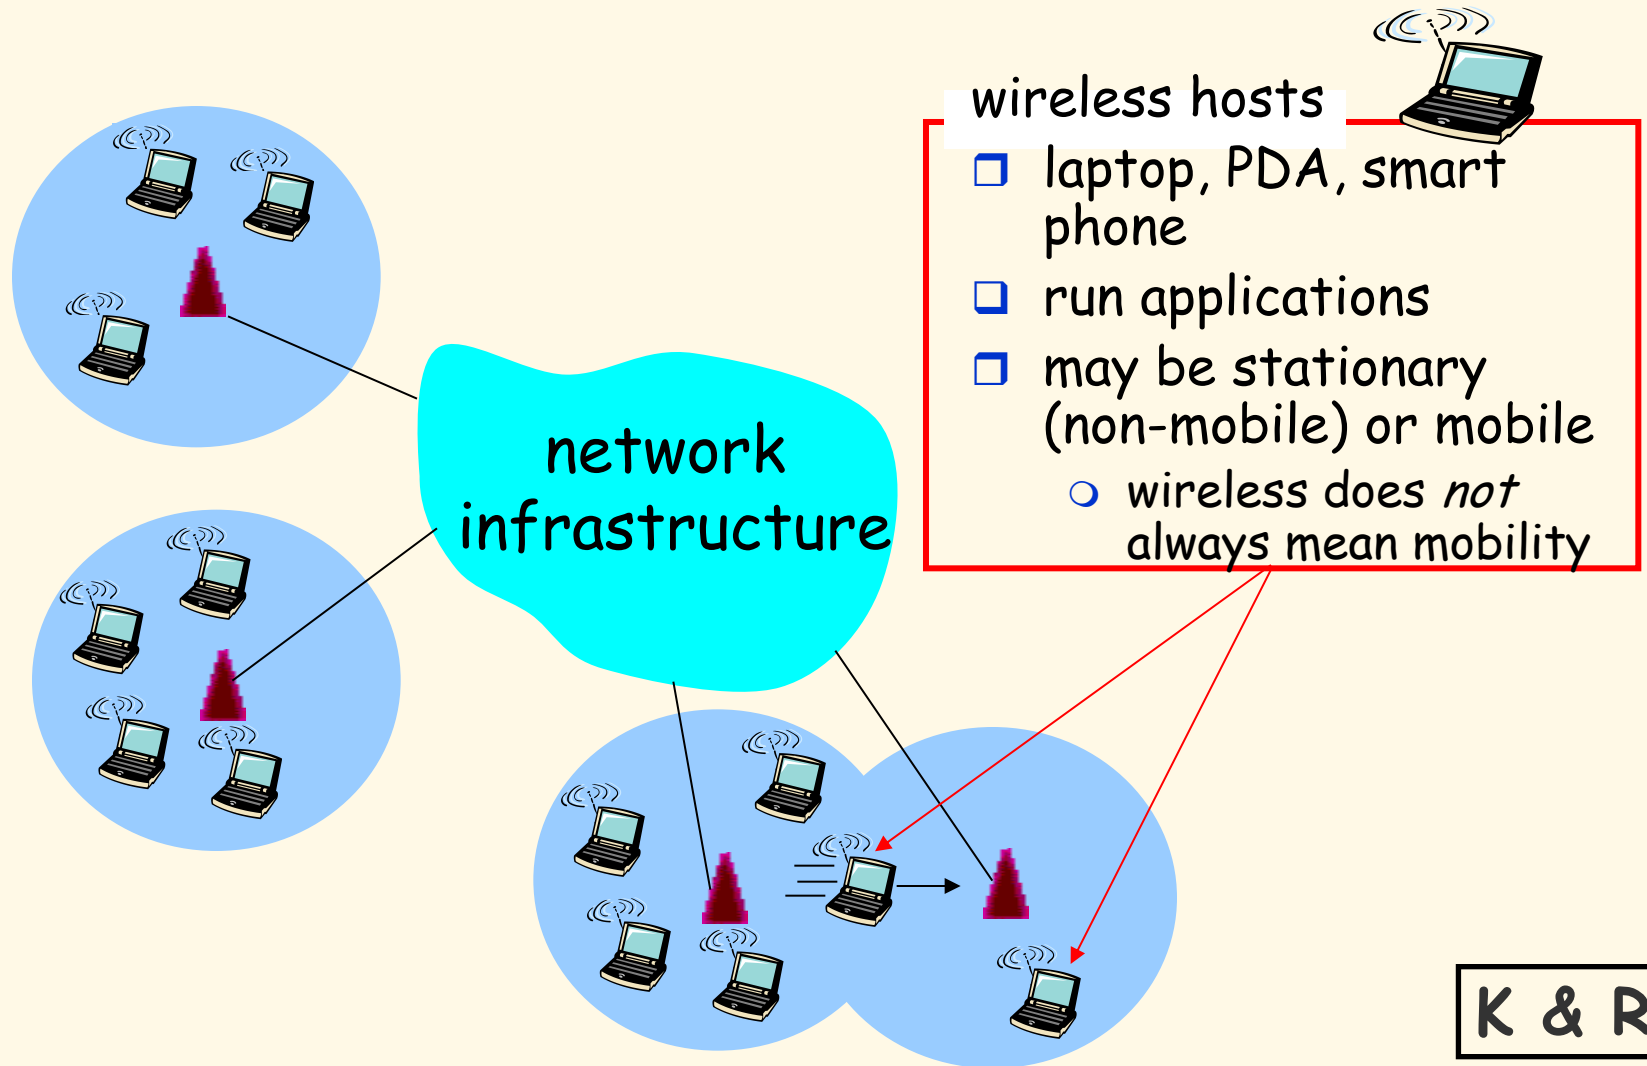 wireless hosts
laptop, PDA, smart
phone
run applications
may be stationary
(non-mobile) or mobile
wireless does not
always mean mobility
network
infrastructure
K & R